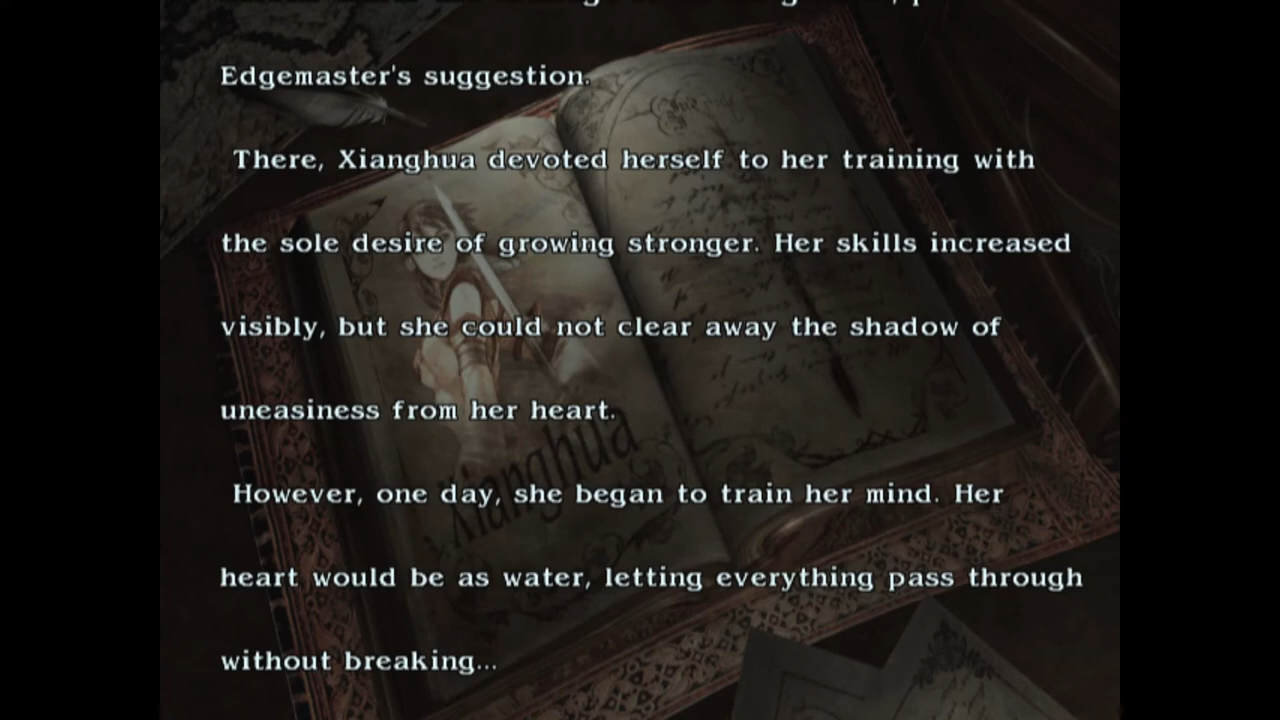 Edgemaster's suggestion.
There, Xianghua devoted herself to her training with
the sole desire of growing stronger. Her skills increased
visibly, but she could not clear away the shadow of
uneasiness from her heart.
However, one day, she began to train her mind. Her
heart would be as water, letting everything pass through
without breaking...
Xianghua